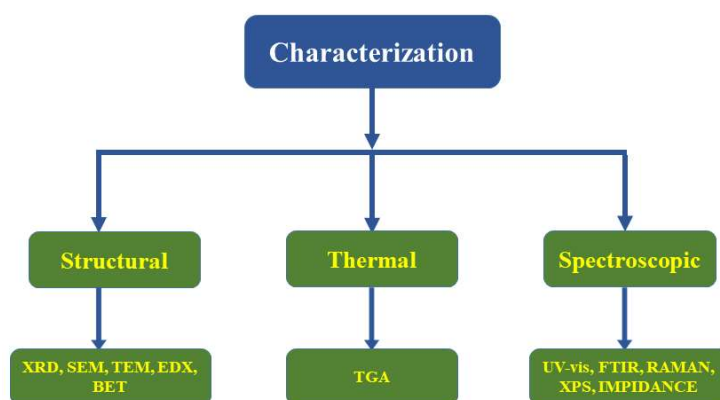 Characterization
Structural
Thermal
Spectroscopic
XRD, SEM, TEM, EDX,
BET
TGA
UV-vis, FTIR, RAMAN,
XPS, IMPIDANCE